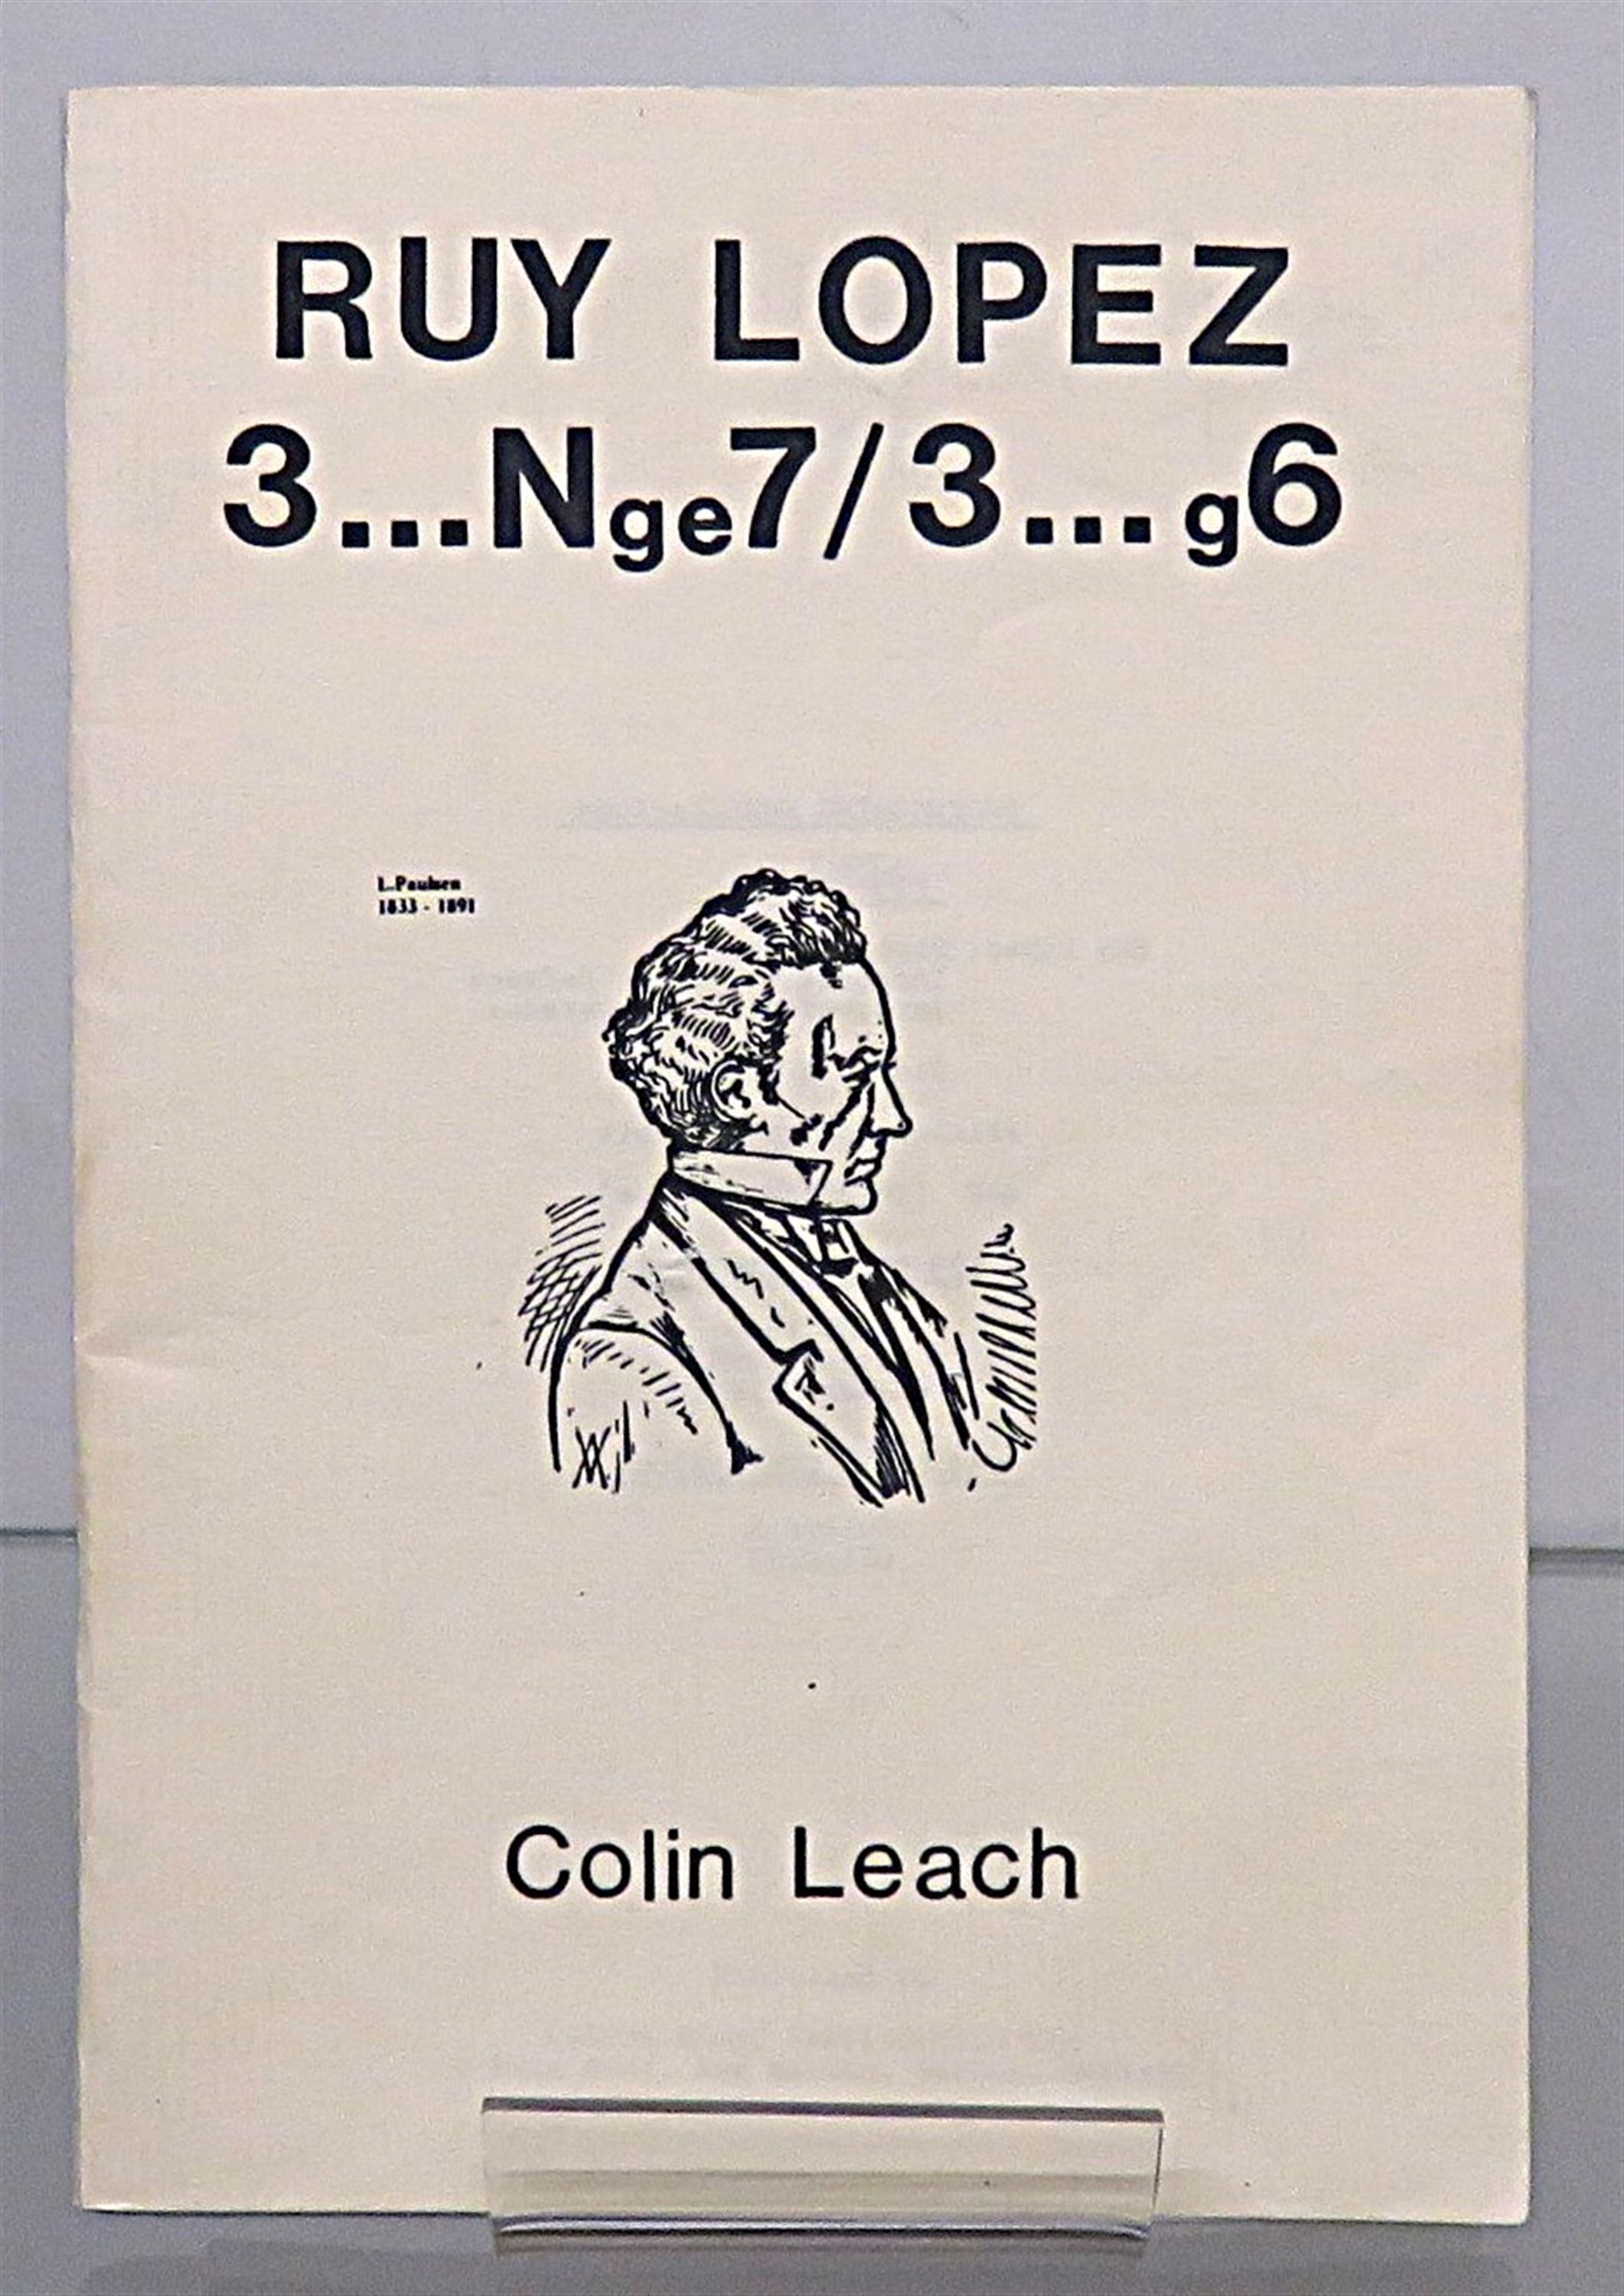 RUY LOPEZ
3...Nge7/3...g6
L.Paulsen
1833 - 1891
Colin Leach